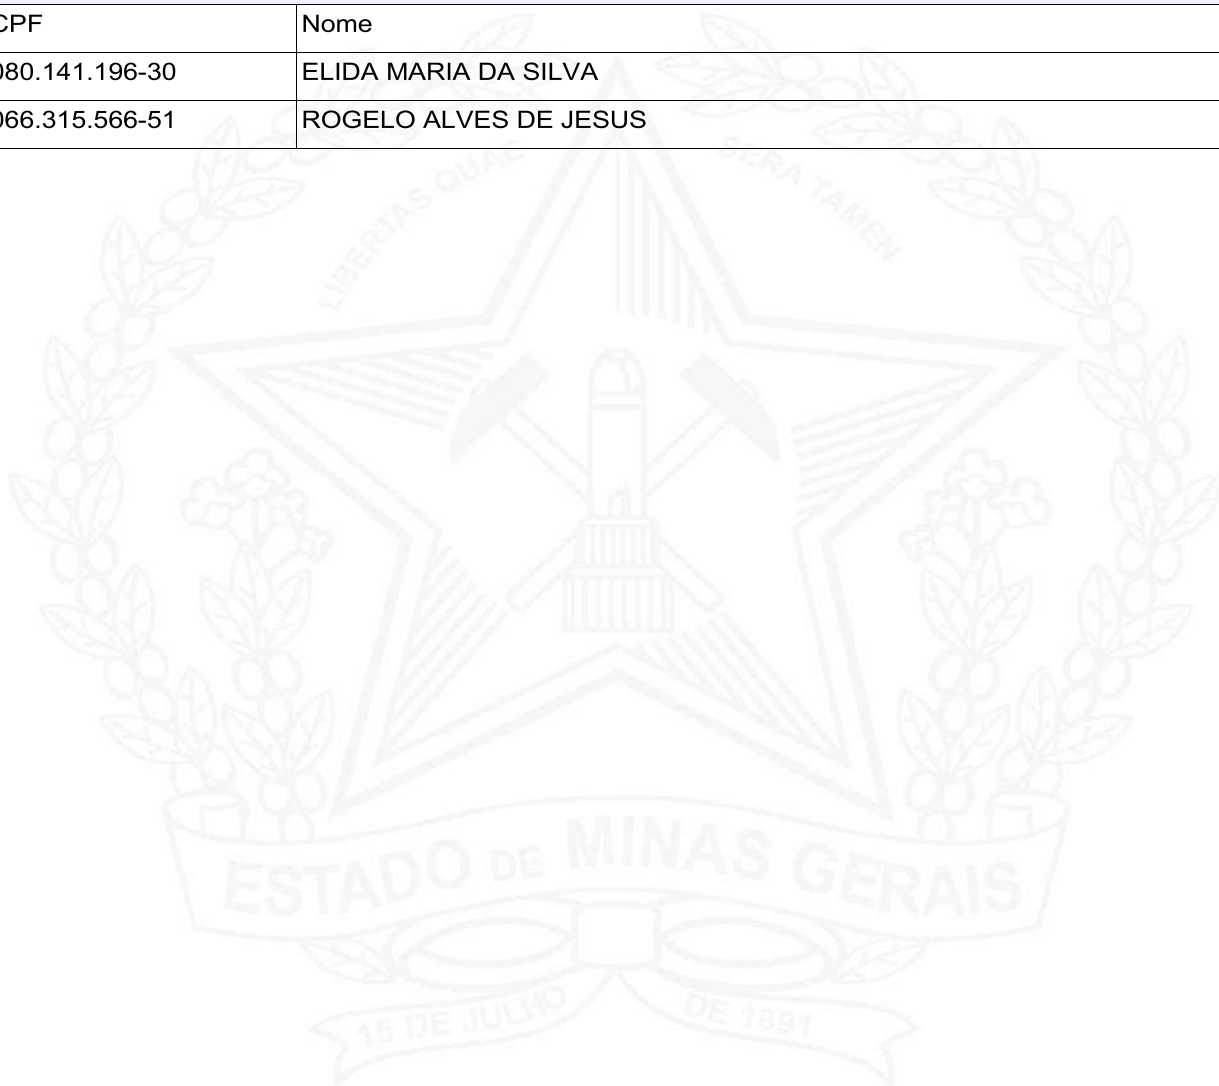 CPF Nome
080.141.196-30 ELIDA MARIA DA SILVA
066.315.566-51 ROGELO ALVES DE JESUS
LIBERTAS QUAE SERA TAMEN
ESTADO DE MINAS GERAIS
15 DE JULHO DE 1891